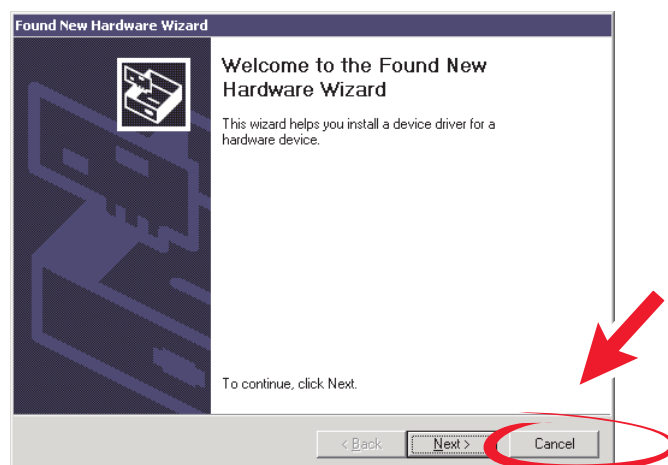 Found New Hardware Wizard
Welcome to the Found New
Hardware Wizard
This wizard helps you install a device driver for a
hardware device.
To continue, click Next.
< Back Next > Cancel